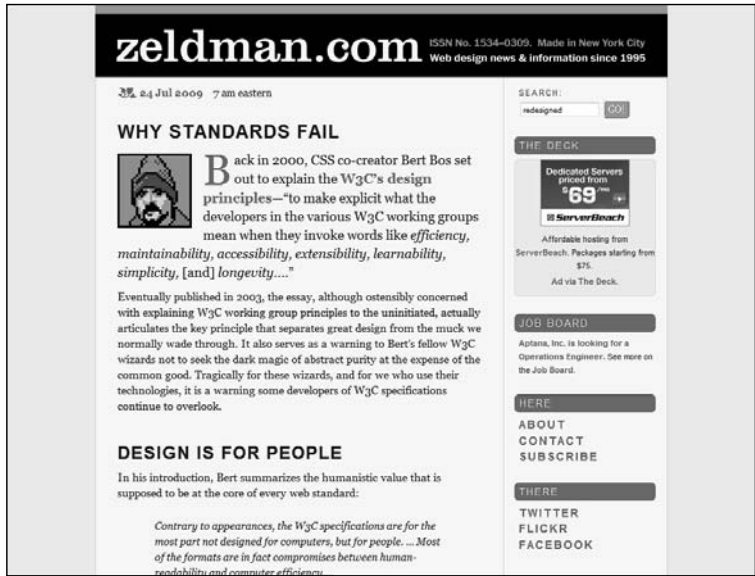 zeldman.com
ISSN No. 1534–0309. Made in New York City
Web design news & information since 1995
24 Jul 2009 7 am eastern
WHY STANDARDS FAIL
Back in 2000, CSS co-creator Bert Bos set
out to explain the W3C's design
principles—“to make explicit what the
developers in the various W3C working groups
mean when they invoke words like efficiency,
maintainability, accessibility, extensibility, learnability,
simplicity, [and] longevity….”
Eventually published in 2003, the essay, although ostensibly concerned
with explaining W3C working group principles to the uninitiated, actually
articulates the key principle that separates great design from the muck we
normally wade through. It also serves as a warning to Bert's fellow W3C
wizards not to seek the dark magic of abstract purity at the expense of the
common good. Tragically for these wizards, and for we who use their
technologies, it is a warning some developers of W3C specifications
continue to overlook.
DESIGN IS FOR PEOPLE
In his introduction, Bert summarizes the humanistic value that is
supposed to be at the core of every web standard:
Contrary to appearances, the W3C specifications are for the
most part not designed for computers, but for people. … Most
of the formats are in fact compromises between human-
readability and computer efficiency
SEARCH:
redesigned
GO!
THE DECK
Dedicated Servers
priced from
$69/mo
ServerBeach
Affordable hosting from
ServerBeach. Packages starting from
$75.
Ad via The Deck.
JOB BOARD
Aptana, Inc. is looking for a
Operations Engineer. See more on
the Job Board.
HERE
ABOUT
CONTACT
SUBSCRIBE
THERE
TWITTER
FLICKR
FACEBOOK